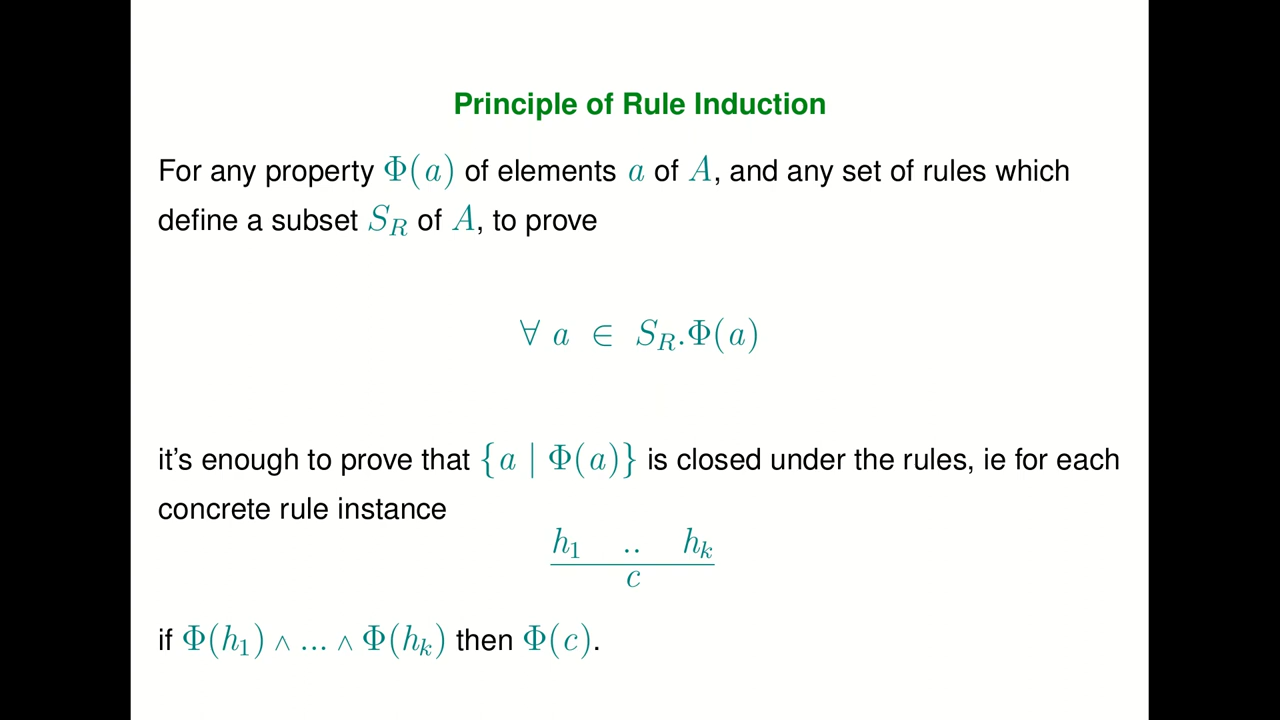 Principle of Rule Induction
For any property Φ(a) of elements a of A, and any set of rules which
define a subset S_R of A, to prove
∀ a ∈ S_R.Φ(a)
it's enough to prove that {a | Φ(a)} is closed under the rules, ie for each
concrete rule instance
h_1 .. h_k
c
if Φ(h_1) ∧ ... ∧ Φ(h_k) then Φ(c).